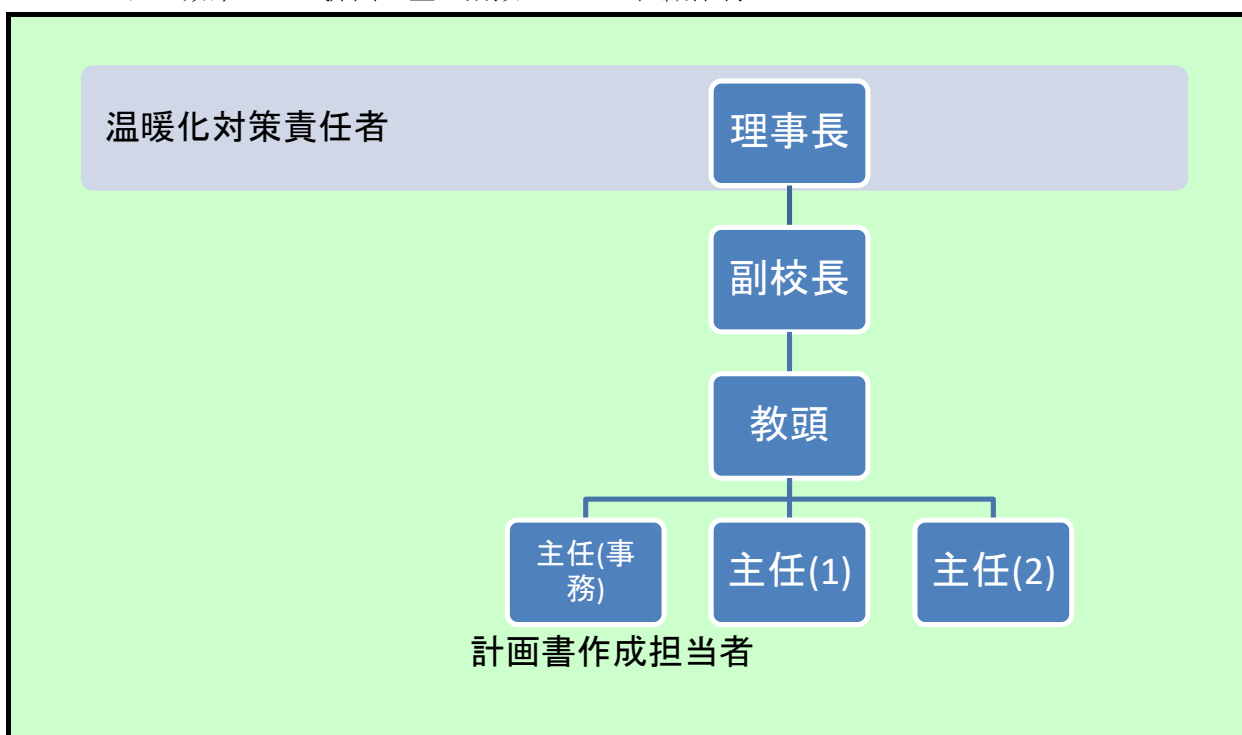 温暖化対策責任者
理事長
副校長
教頭
主任(事
務)
主任(1)
主任(2)
計画書作成担当者